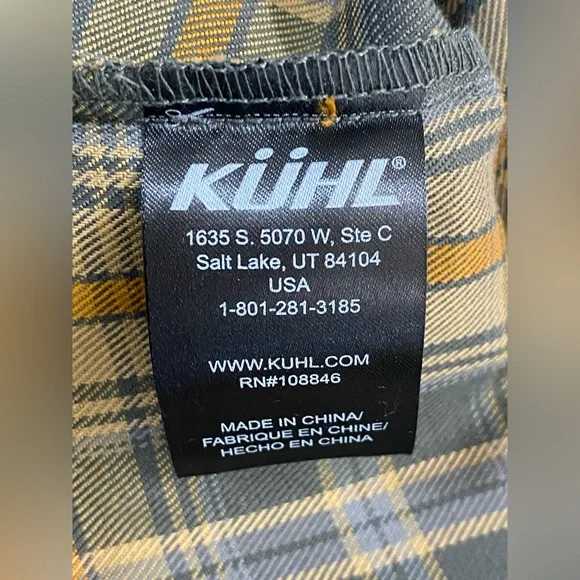 KÜHL®
1635 S. 5070 W, Ste C
Salt Lake, UT 84104
USA
1-801-281-3185
WWW.KUHL.COM
RN#108846
MADE IN CHINA/
FABRIQUE EN CHINE/
HECHO EN CHINA